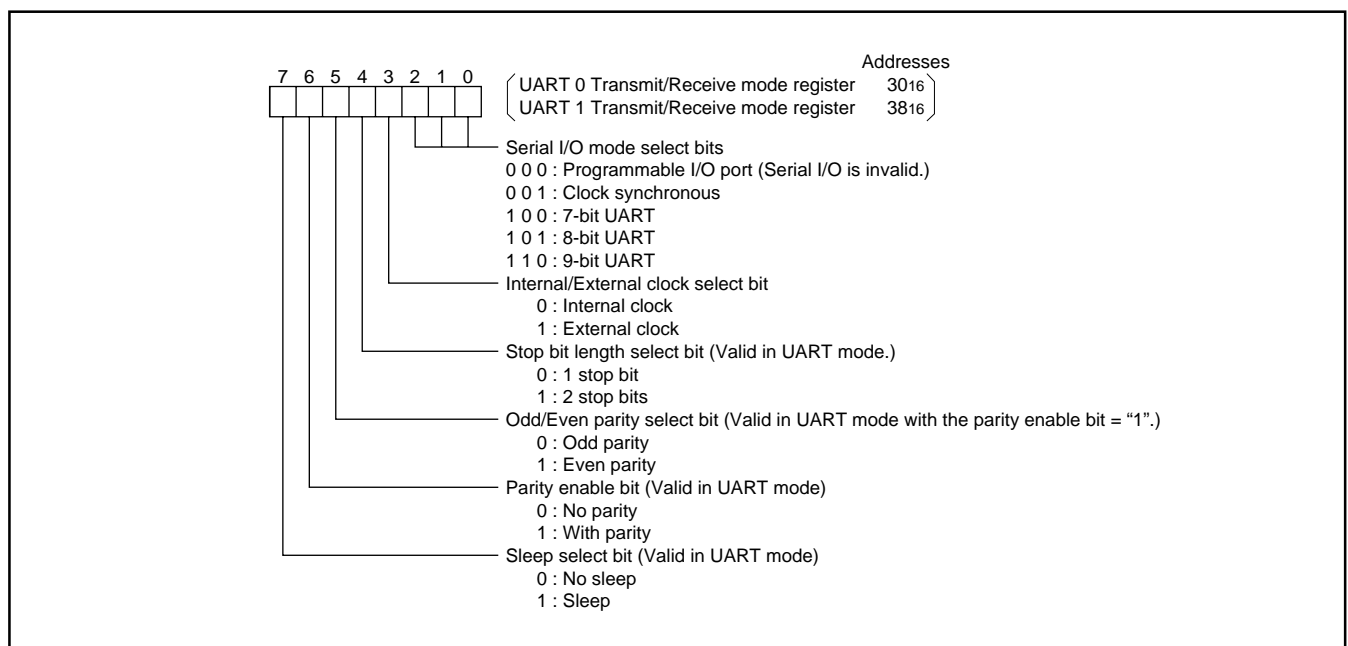 Addresses
7 6 5 4 3 2 1 0
UART 0 Transmit/Receive mode register 3016
UART 1 Transmit/Receive mode register 3816
Serial I/O mode select bits
0 0 0 : Programmable I/O port (Serial I/O is invalid.)
0 0 1 : Clock synchronous
1 0 0 : 7-bit UART
1 0 1 : 8-bit UART
1 1 0 : 9-bit UART
Internal/External clock select bit
0 : Internal clock
1 : External clock
Stop bit length select bit (Valid in UART mode.)
0 : 1 stop bit
1 : 2 stop bits
Odd/Even parity select bit (Valid in UART mode with the parity enable bit = “1”.)
0 : Odd parity
1 : Even parity
Parity enable bit (Valid in UART mode)
0 : No parity
1 : With parity
Sleep select bit (Valid in UART mode)
0 : No sleep
1 : Sleep